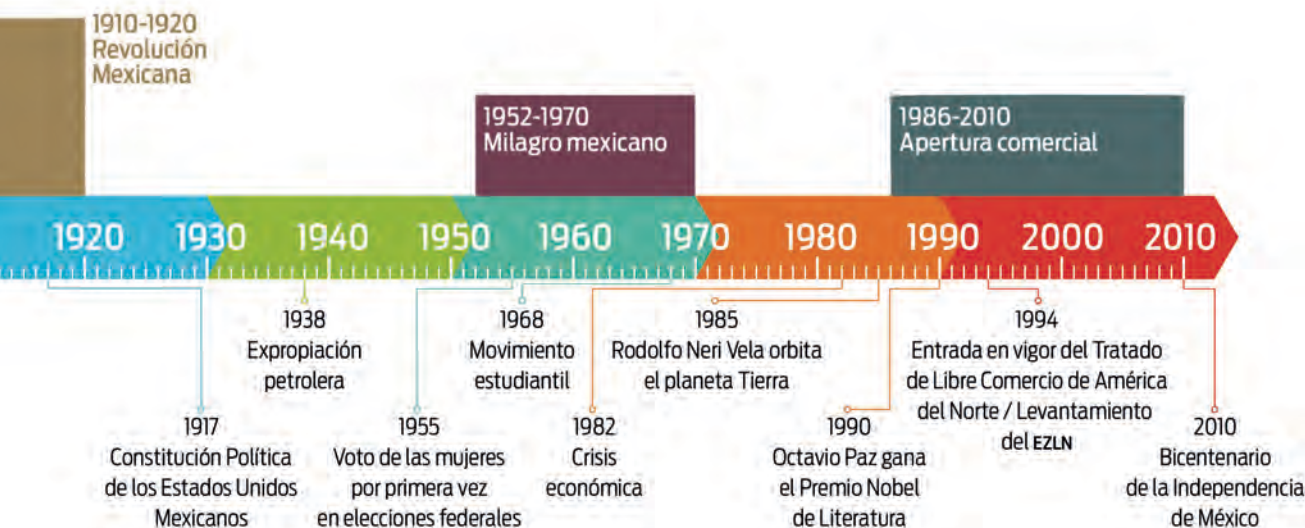 1910-1920
Revolución
Mexicana
1952-1970
Milagro mexicano
1986-2010
Apertura comercial
1920 1930 1940 1950 1960 1970 1980 1990 2000 2010
1938
Expropiación
petrolera
1968
Movimiento
estudiantil
1985
Rodolfo Neri Vela orbita
el planeta Tierra
1994
Entrada en vigor del Tratado
de Libre Comercio de América
del Norte / Levantamiento
del EZLN
1917
Constitución Política
de los Estados Unidos
Mexicanos
1955
Voto de las mujeres
por primera vez
en elecciones federales
1982
Crisis
económica
1990
Octavio Paz gana
el Premio Nobel
de Literatura
2010
Bicentenario
de la Independencia
de México